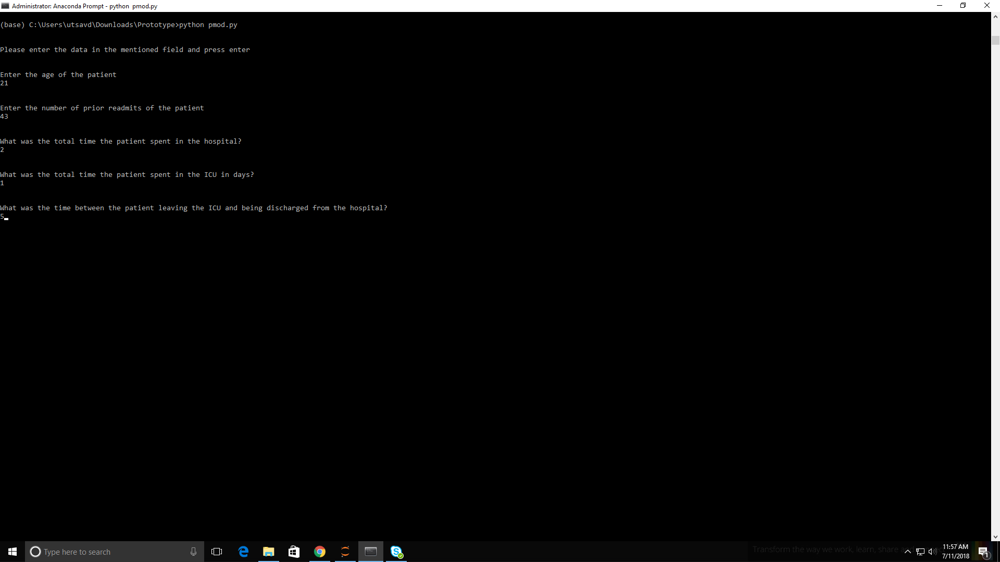 Administrator: Anaconda Prompt - python  pmod.py
(base) C:\Users\utsavd\Downloads\Prototype>python pmod.py
Please enter the data in the mentioned field and press enter
Enter the age of the patient
21
Enter the number of prior readmits of the patient
43
What was the total time the patient spent in the hospital?
2
What was the total time the patient spent in the ICU in days?
1
What was the time between the patient leaving the ICU and being discharged from the hospital?
5
Type here to search
Transform the way we work, learn, share and
11:57 AM
7/11/2018
1